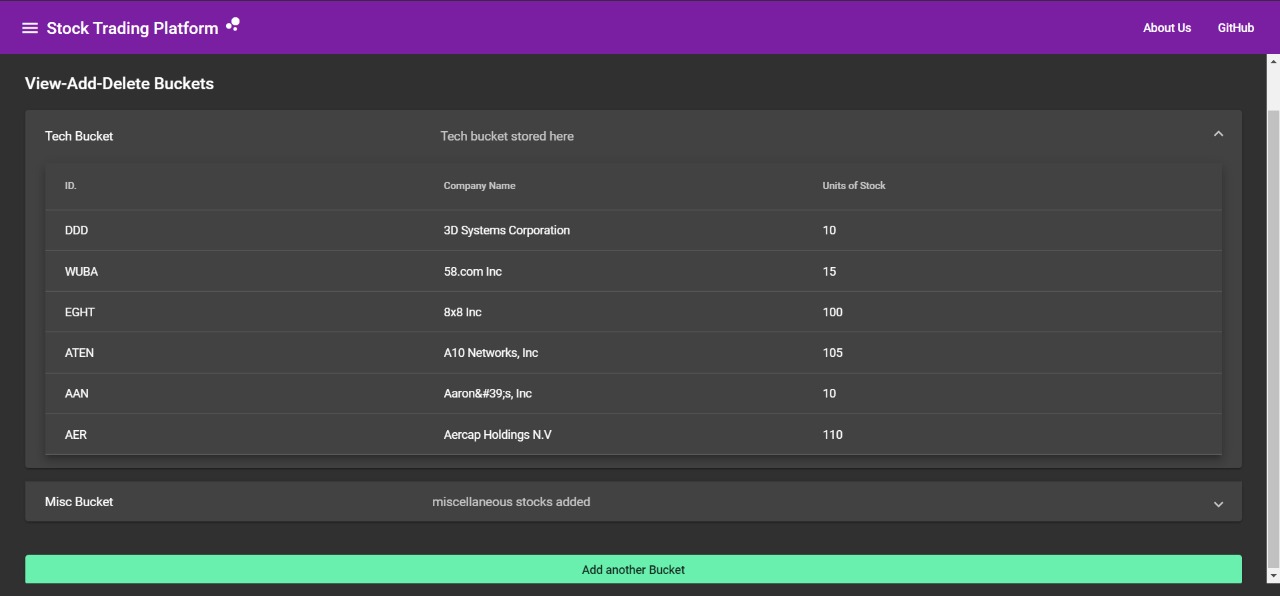 Stock Trading Platform About Us GitHub
View-Add-Delete Buckets
Tech Bucket Tech bucket stored here
ID. Company Name Units of Stock
DDD 3D Systems Corporation 10
WUBA 58.com Inc 15
EGHT 8x8 Inc 100
ATEN A10 Networks, Inc 105
AAN Aaron&#39;s, Inc 10
AER Aercap Holdings N.V 110
Misc Bucket miscellaneous stocks added
Add another Bucket